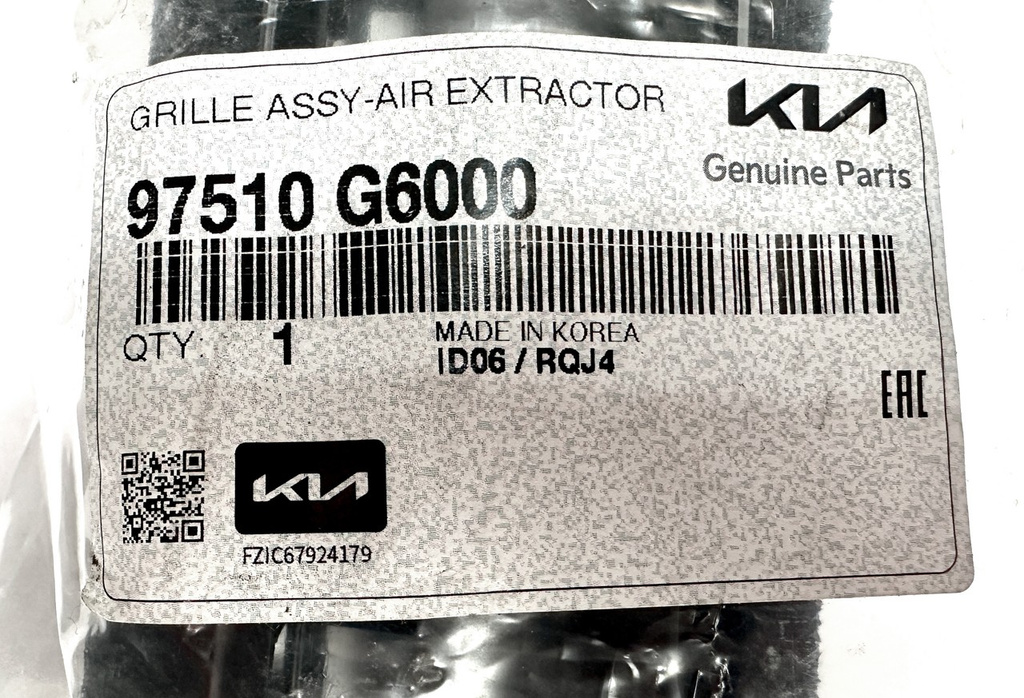 GRILLE ASSY-AIR EXTRACTOR
KIA
Genuine Parts
97510 G6000
QTY: 1
MADE IN KOREA
ID06 / RQJ4
EAC
KIA
FZIC67924179